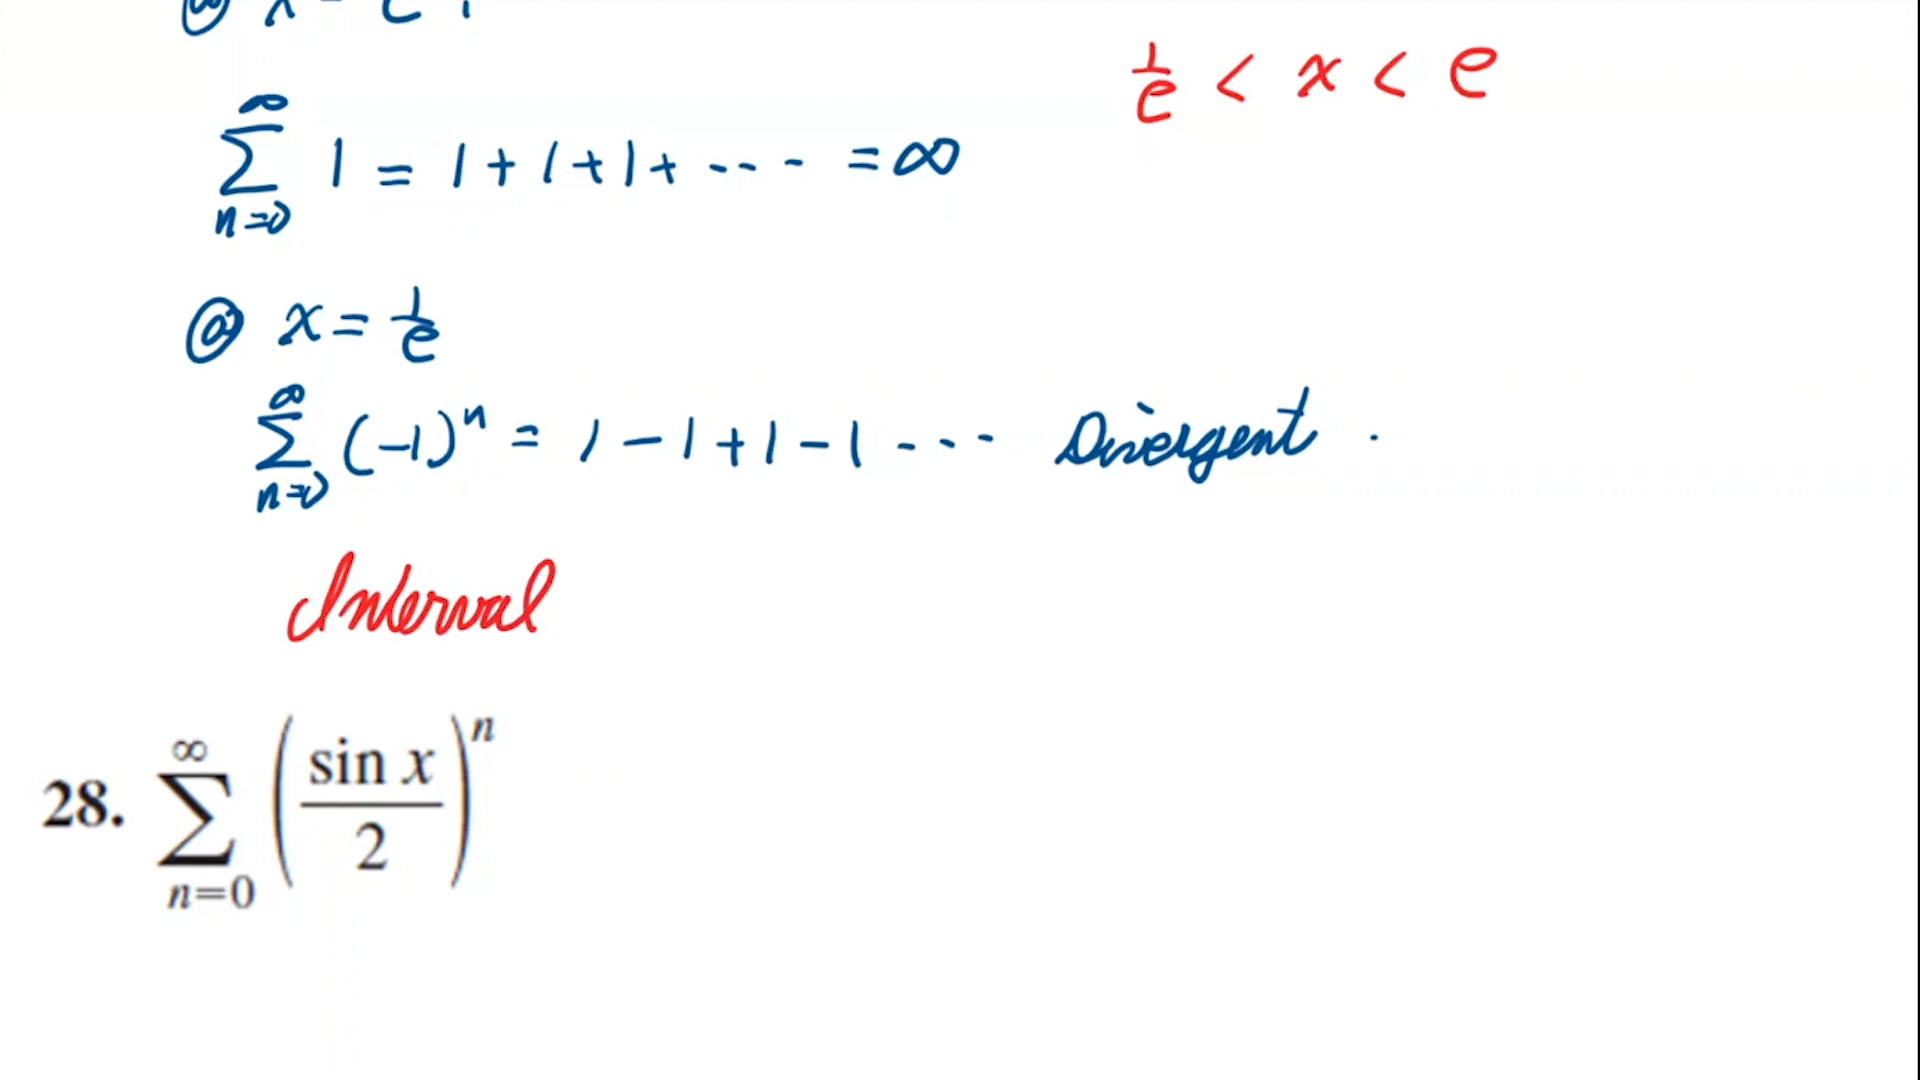 @ x = e
1/e < x < e
∞
∑ 1 = 1 + 1 + 1 + ---- = ∞
n=0
@ x = 1/e
∞
∑ (-1)ⁿ = 1 - 1 + 1 - 1 --- Divergent .
n=0
Interval
28. ∞∑n=0 (sin x/2)ⁿ